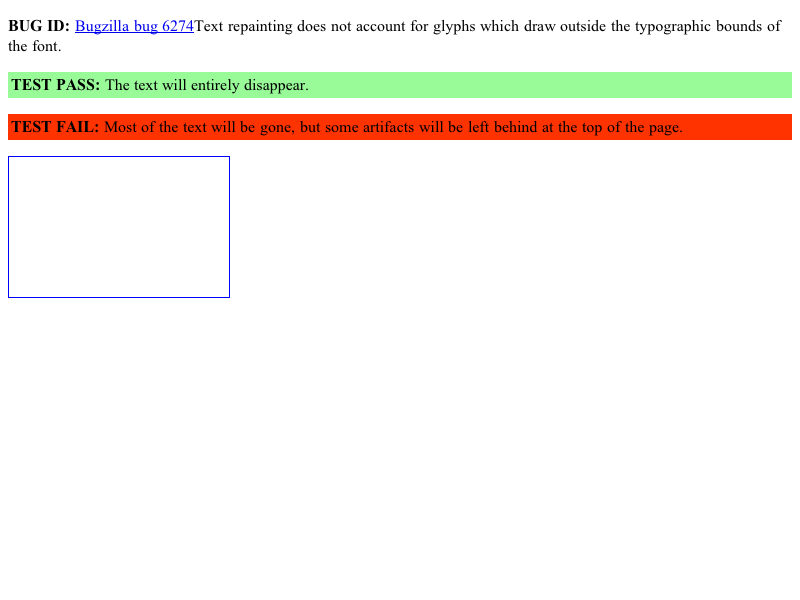 BUG ID: Bugzilla bug 6274Text repainting does not account for glyphs which draw outside the typographic bounds of
the font.
TEST PASS: The text will entirely disappear.
TEST FAIL: Most of the text will be gone, but some artifacts will be left behind at the top of the page.